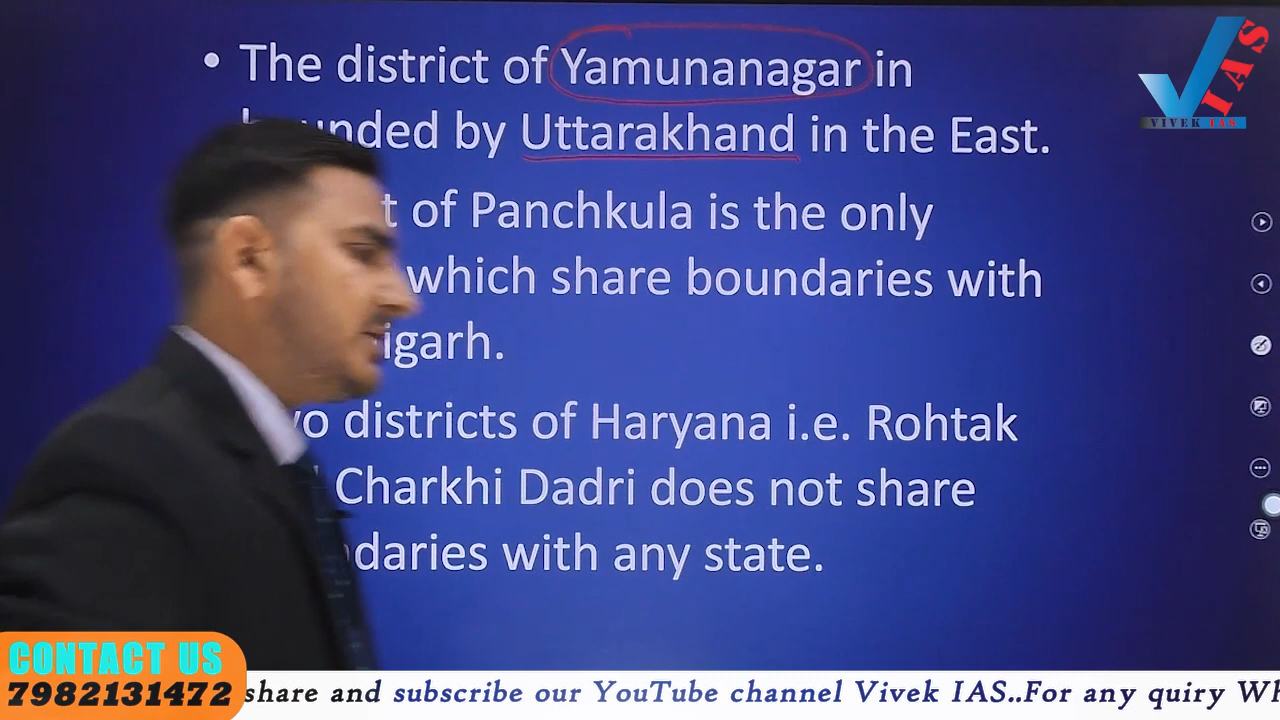 • The district of Yamunanagar in
bounded by Uttarakhand in the East.
of Panchkula is the only
which share boundaries with
igarh.
districts of Haryana i.e. Rohtak
Charkhi Dadri does not share
daries with any state.
IAS
VIVEK IAS
CONTACT US
7982131472
share and subscribe our YouTube channel Vivek IAS..For any quiry